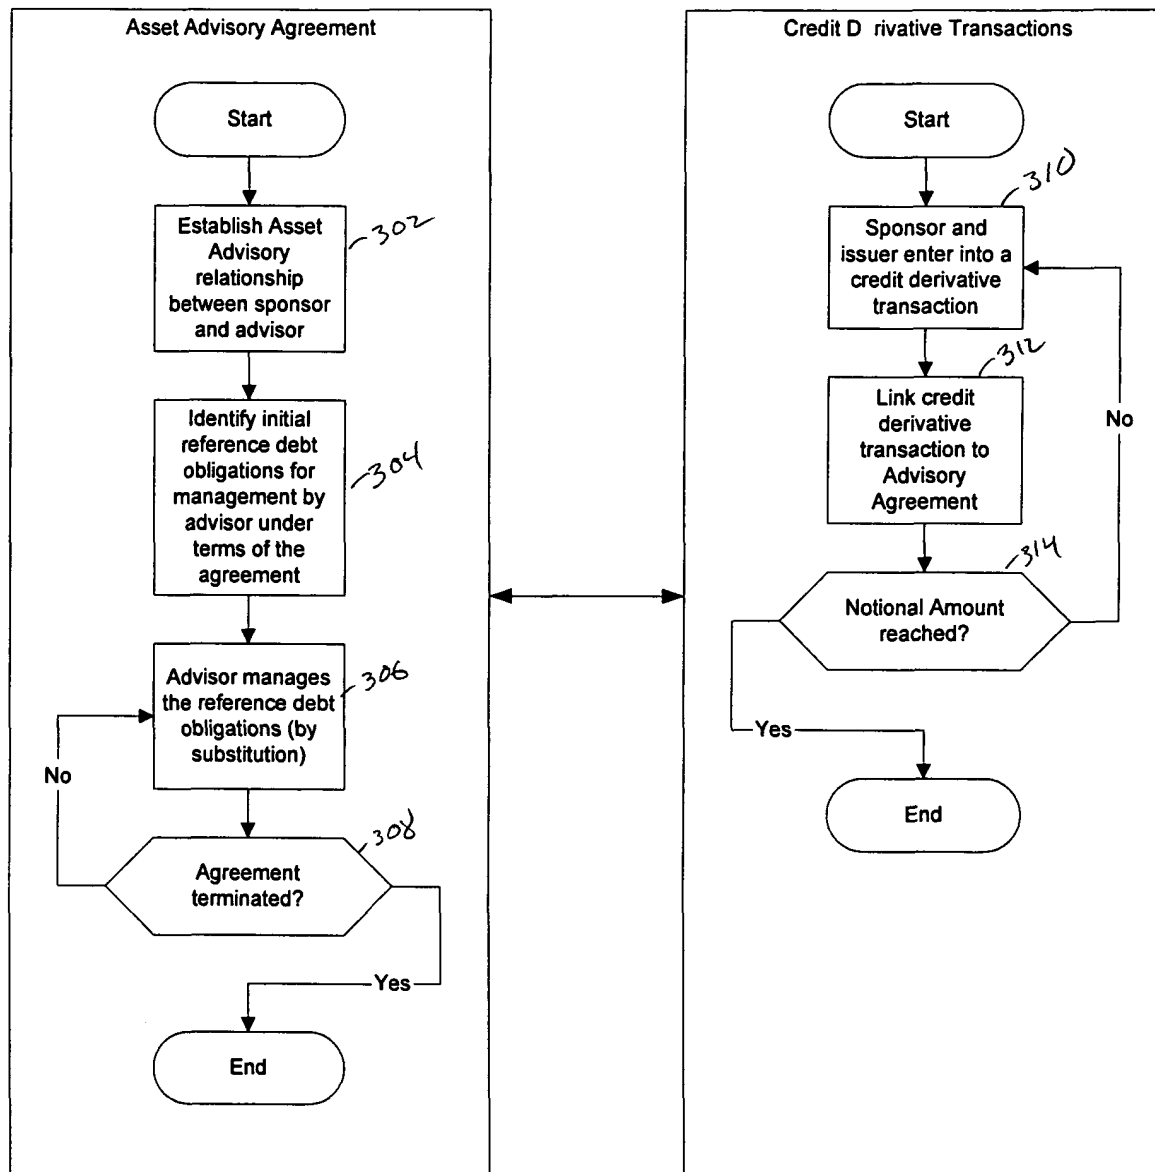 Asset Advisory Agreement
Start
Establish Asset
Advisory
relationship
between sponsor
and advisor
302
Identify initial
reference debt
obligations for
management by
advisor under
terms of the
agreement
304
Advisor manages
the reference debt
obligations (by
substitution)
306
No
Agreement
terminated?
308
Yes
End
Credit D rivative Transactions
Start
310
Sponsor and
issuer enter into a
credit derivative
transaction
312
Link credit
derivative
transaction to
Advisory
Agreement
No
314
Notional Amount
reached?
Yes
End